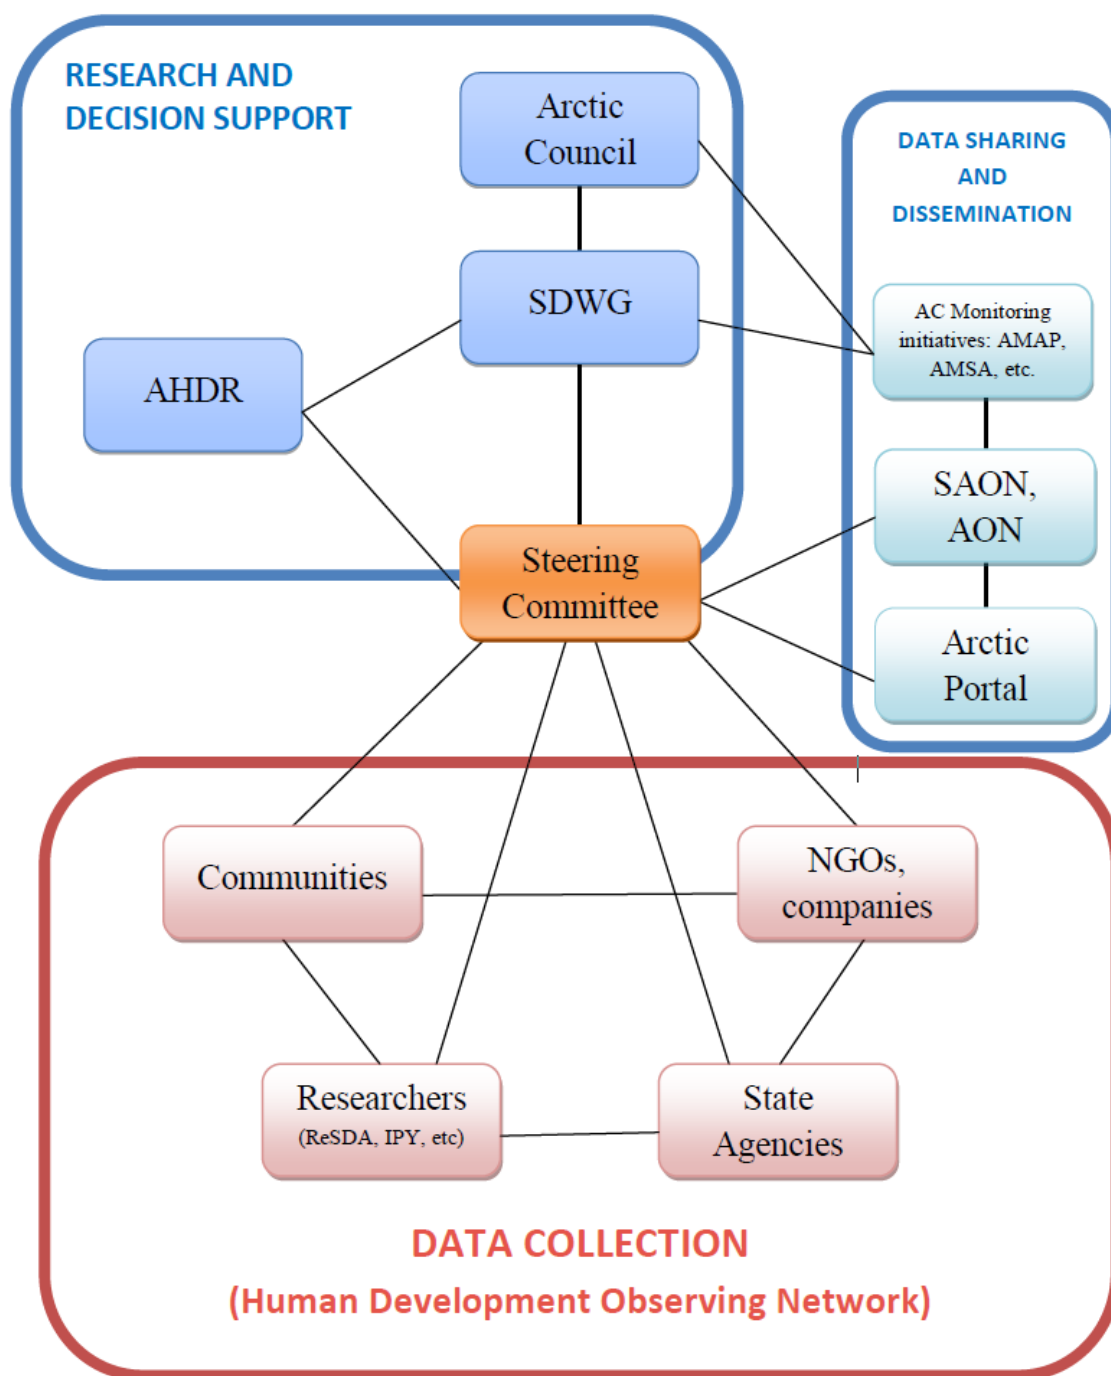 RESEARCH AND
DECISION SUPPORT
Arctic
Council
SDWG
AHDR
Steering
Committee
DATA SHARING
AND
DISSEMINATION
AC Monitoring
initiatives: AMAP,
AMSA, etc.
SAON,
AON
Arctic
Portal
Communities
NGOs,
companies
Researchers
(ReSDA, IPY, etc)
State
Agencies
DATA COLLECTION
(Human Development Observing Network)